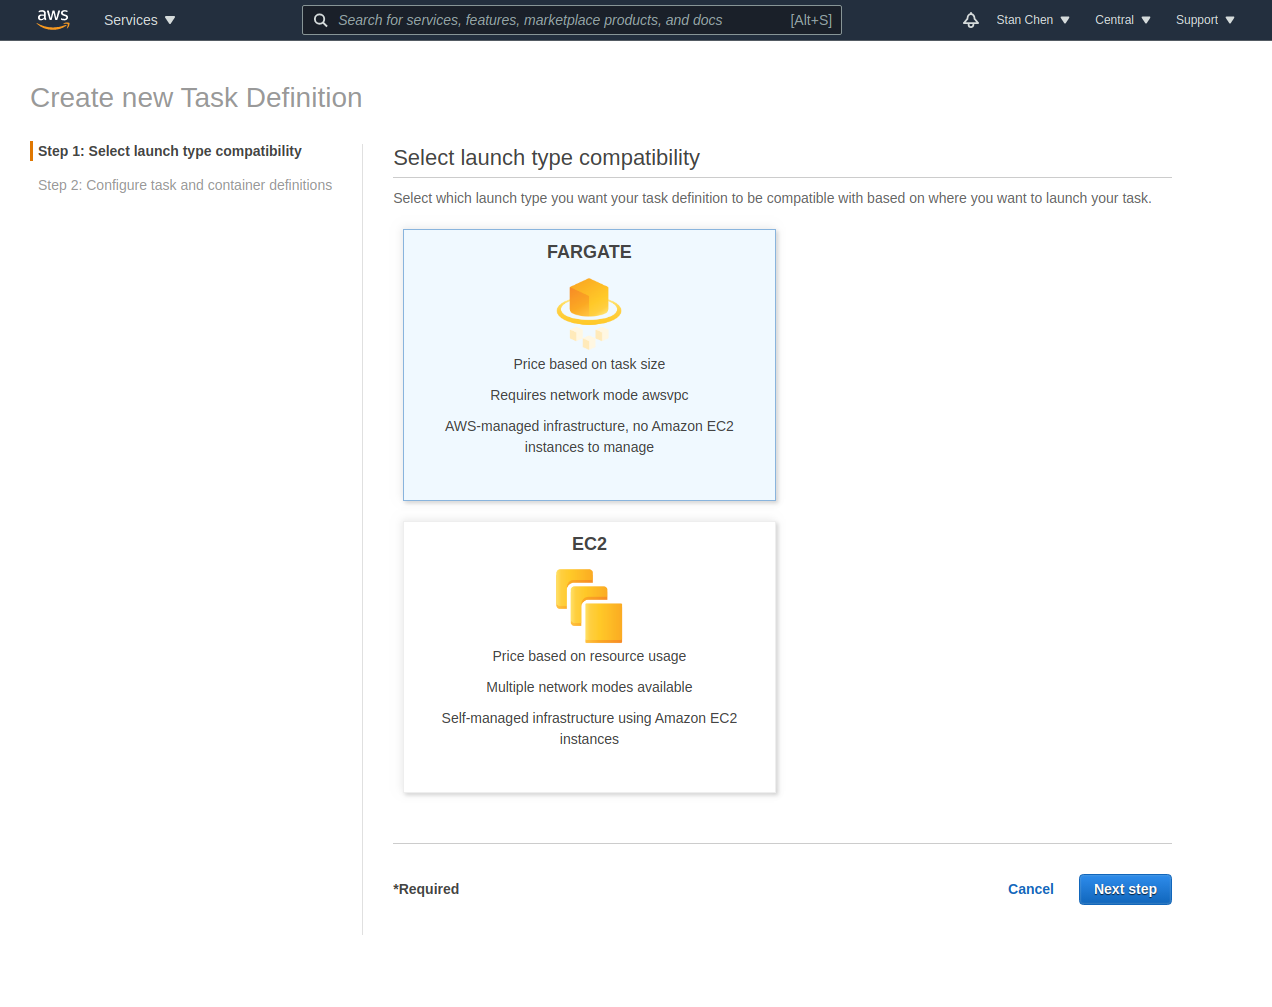 aws
Services
Search for services, features, marketplace products, and docs
[Alt+S]
Stan Chen
Central
Support
Create new Task Definition
Step 1: Select launch type compatibility
Step 2: Configure task and container definitions
Select launch type compatibility
Select which launch type you want your task definition to be compatible with based on where you want to launch your task.
FARGATE
Price based on task size
Requires network mode awsvpc
AWS-managed infrastructure, no Amazon EC2
instances to manage
EC2
Price based on resource usage
Multiple network modes available
Self-managed infrastructure using Amazon EC2
instances
*Required
Cancel
Next step